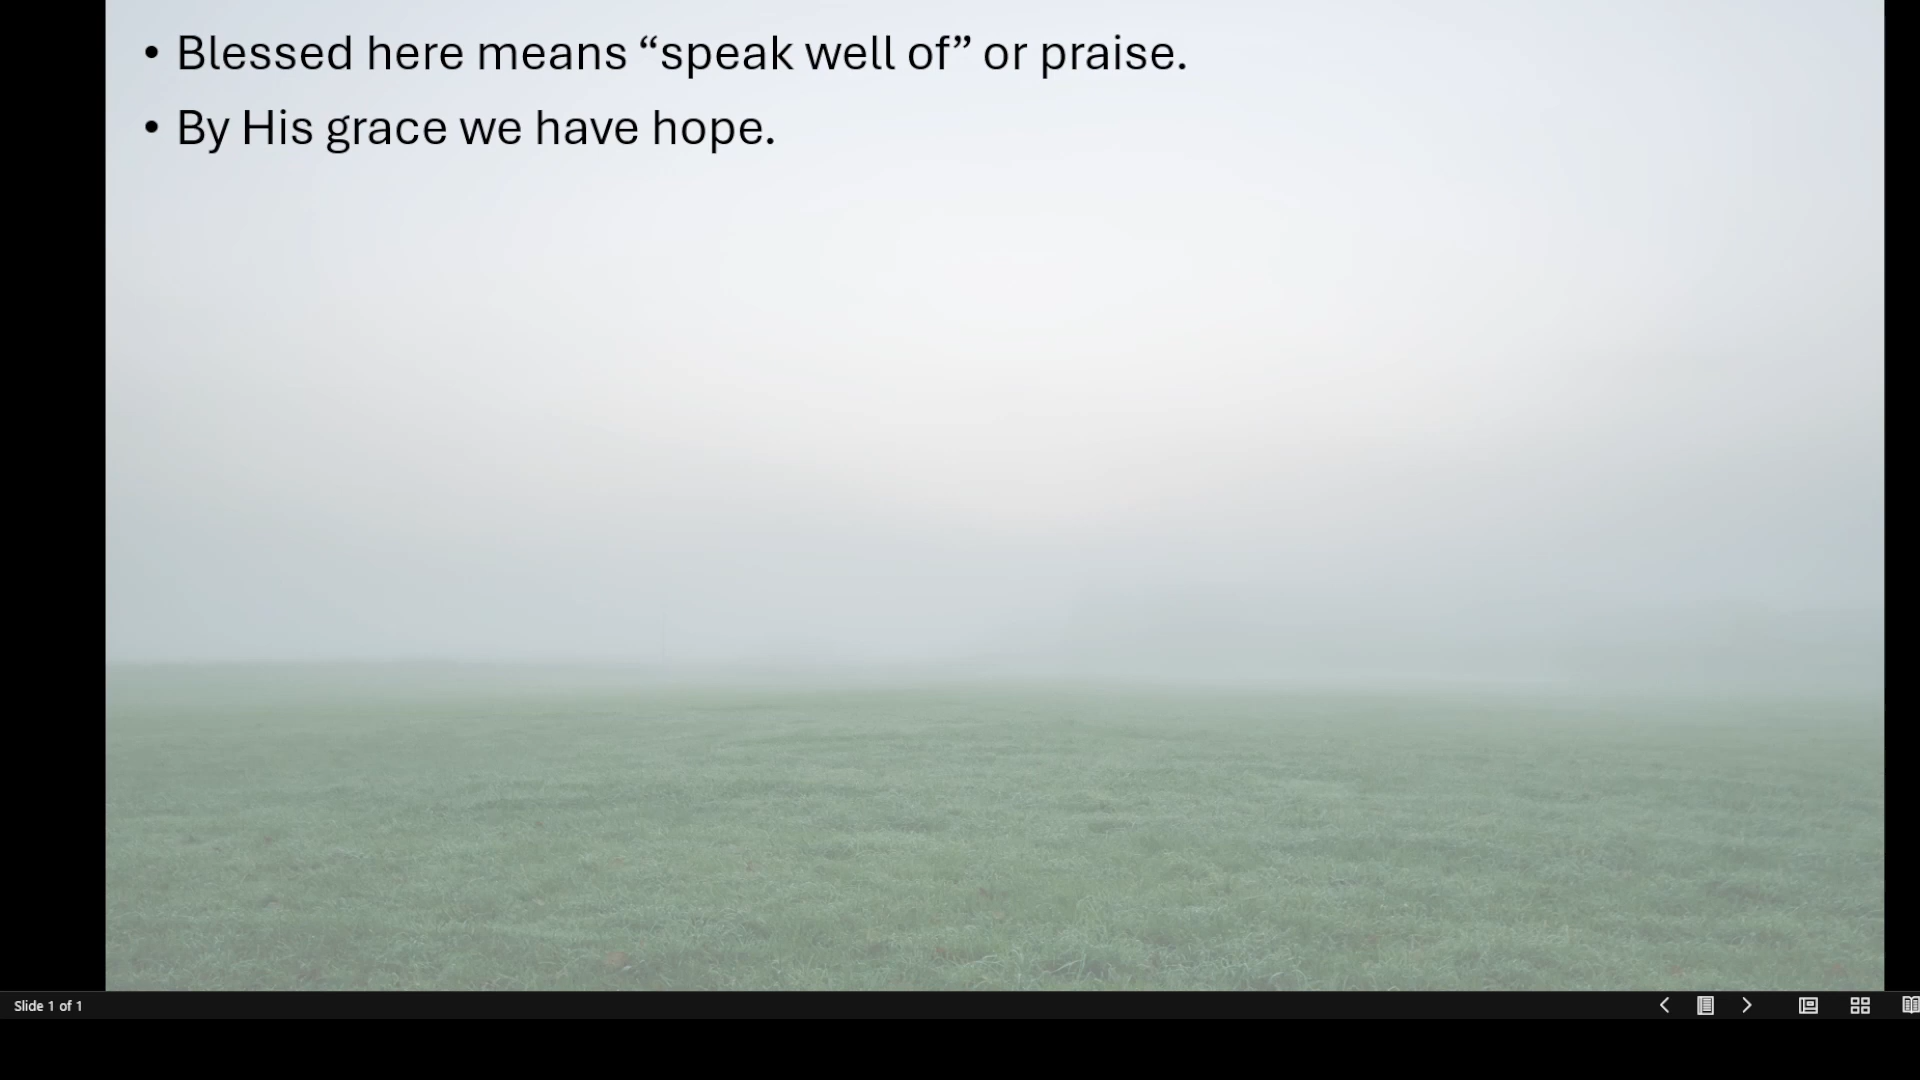 • Blessed here means “speak well of” or praise.
• By His grace we have hope.
Slide 1 of 1